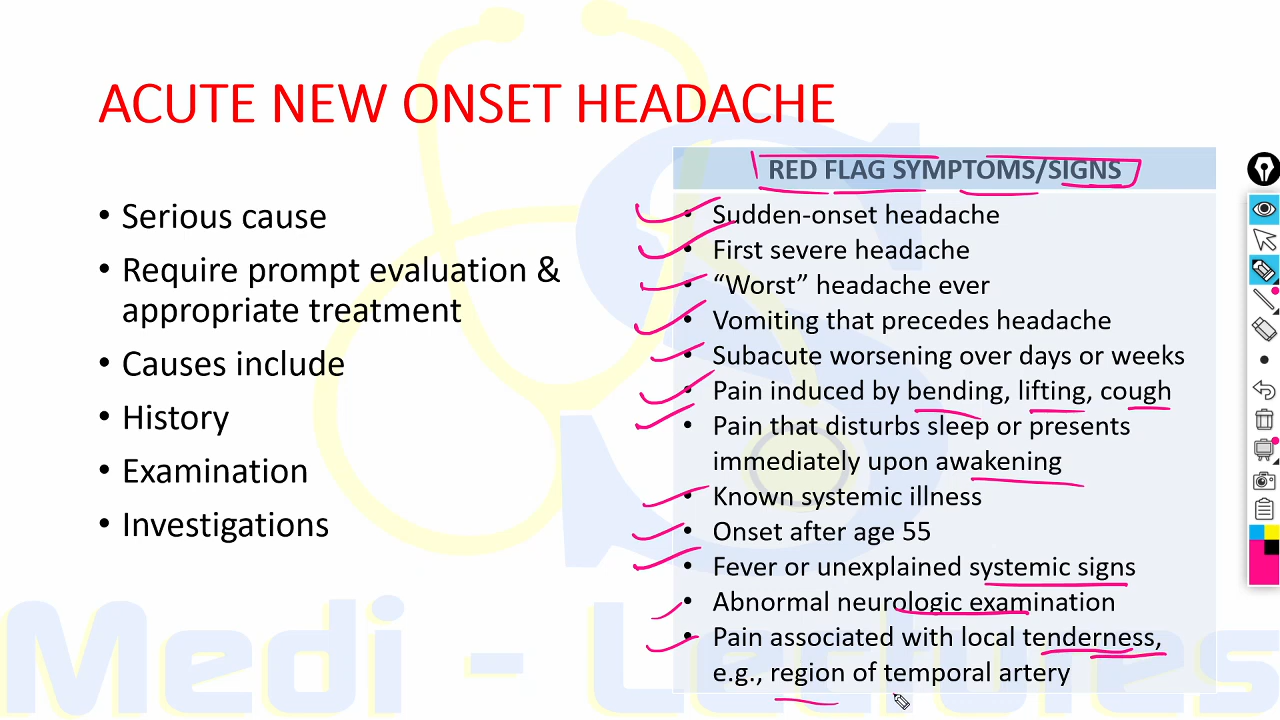 ACUTE NEW ONSET HEADACHE
• Serious cause
• Require prompt evaluation &
appropriate treatment
• Causes include
• History
• Examination
• Investigations
RED FLAG SYMPTOMS/SIGNS
• Sudden-onset headache
• First severe headache
• “Worst” headache ever
• Vomiting that precedes headache
• Subacute worsening over days or weeks
• Pain induced by bending, lifting, cough
• Pain that disturbs sleep or presents
immediately upon awakening
• Known systemic illness
• Onset after age 55
• Fever or unexplained systemic signs
• Abnormal neurologic examination
• Pain associated with local tenderness,
e.g., region of temporal artery
Medi - Lectures